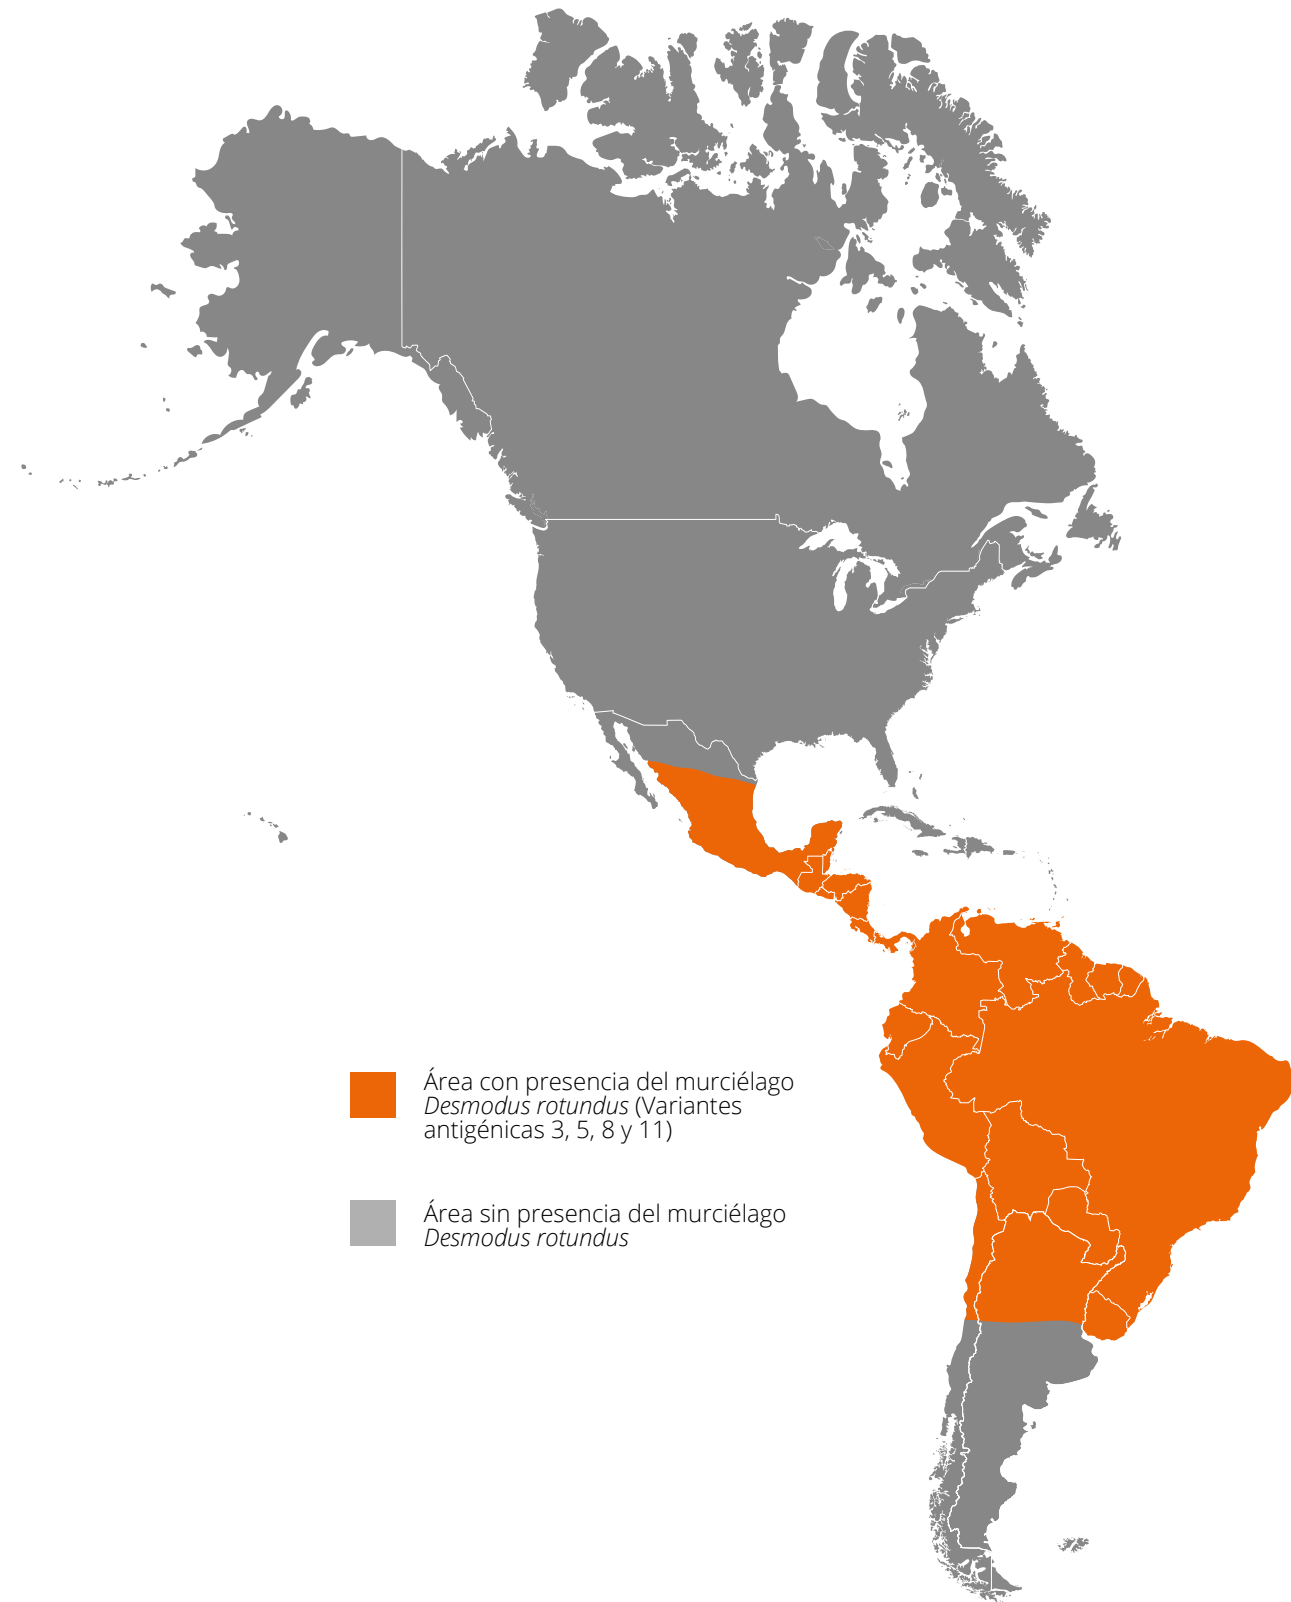 Área con presencia del murciélago
Desmodus rotundus (Variantes
antigénicas 3, 5, 8 y 11)
Área sin presencia del murciélago
Desmodus rotundus